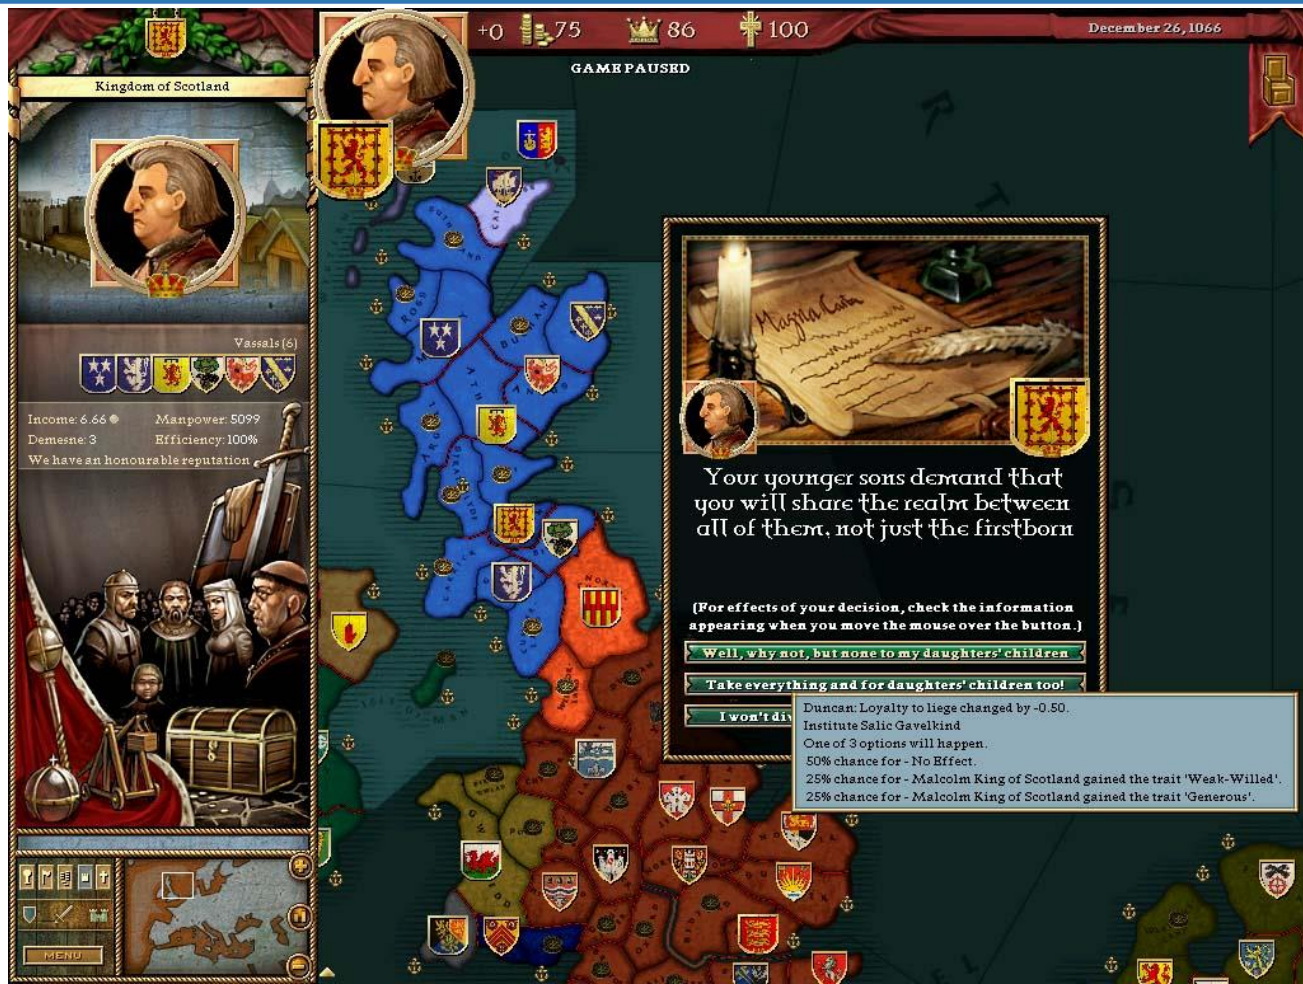 +0
75
86
100
December 26, 1066
GAME PAUSED
Kingdom of Scotland
Vassals (6)
Income: 6.66
Manpower: 5099
Demesne: 3
Efficiency: 100%
We have an honourable reputation
MENU
Magna Carta
Your younger sons demand that
you will share the realm between
all of them, not just the firstborn
(For effects of your decision, check the information
appearing when you move the mouse over the button.)
Well, why not, but none to my daughters' children
Take everything and for daughters' children too!
I won't di
Duncan: Loyalty to liege changed by -0.50.
Institute Salic Gavelkind
One of 3 options will happen.
50% chance for - No Effect.
25% chance for - Malcolm King of Scotland gained the trait 'Weak-Willed'.
25% chance for - Malcolm King of Scotland gained the trait 'Generous'.